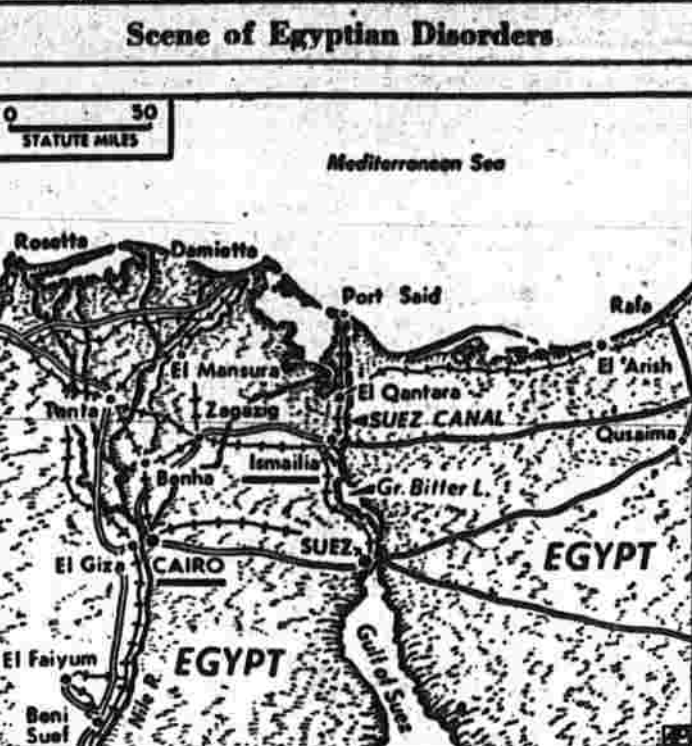 Scene of Egyptian Disorders
0 50
STATUTE MILES
Mediterranean Sea
Rosetta
Damietta
Port Said
Rafa
El Mansura
El 'Arish
El Qantara
Tanta
Zagazig
SUEZ CANAL
Qusaima
Ismailia
Benha
Gr. Bitter L.
SUEZ
EGYPT
El Giza
CAIRO
El Faiyum
EGYPT
Gulf of Suez
Nile R.
Beni
Suef